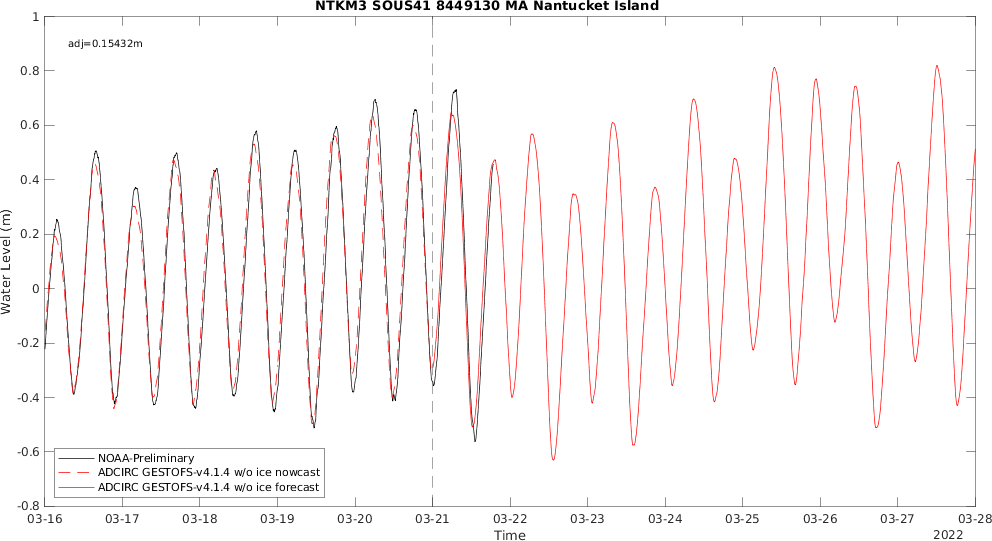 NTKM3 SOUS41 8449130 MA Nantucket Island
1
adj=0.15432m
0.8
0.6
0.4
0.2
0
-0.2
-0.4
-0.6
-0.8
Water Level (m)
NOAA-Preliminary
ADCIRC GESTOFS-v4.1.4 w/o ice nowcast
ADCIRC GESTOFS-v4.1.4 w/o ice forecast
03-16 03-17 03-18 03-19 03-20 03-21 03-22 03-23 03-24 03-25 03-26 03-27 03-28
Time
2022